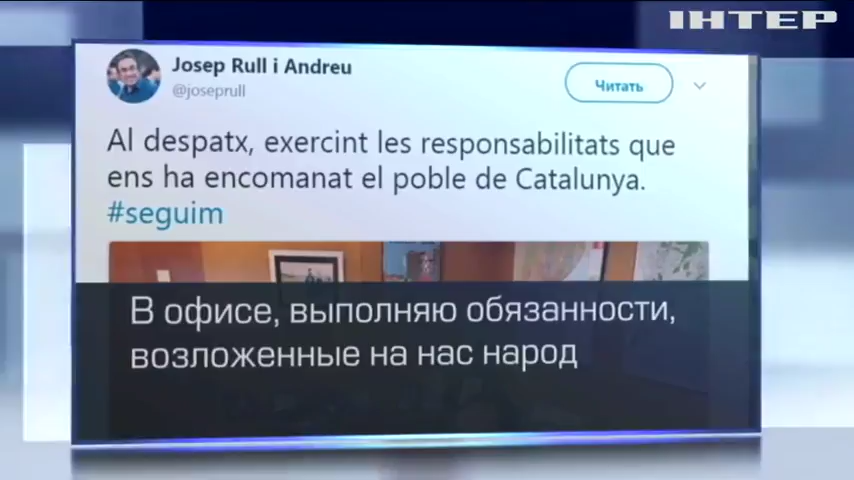 ІНТЕР
Josep Rull i Andreu
@joseprull
Читать
Al despatx, exercint les responsabilitats que
ens ha encomanat el poble de Catalunya.
#seguim
В офисе, выполняю обязанности,
возложенные на нас народ